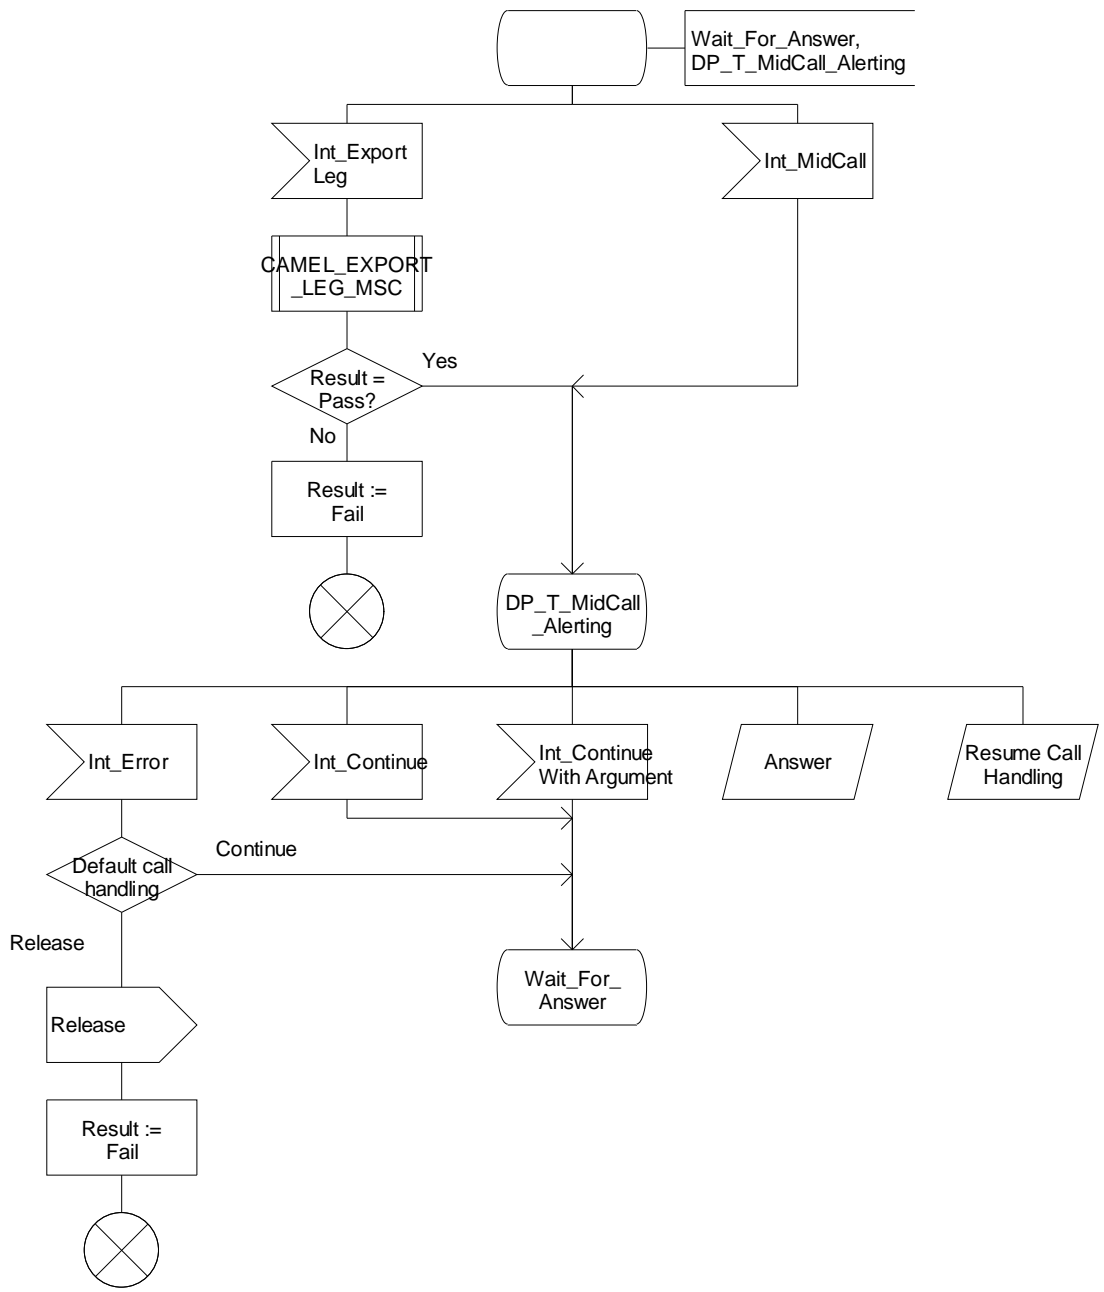 Wait_For_Answer,
DP_T_MidCall_Alerting
Int_Export
Leg
Int_MidCall
CAMEL_EXPORT
_LEG_MSC
Yes
Result =
Pass?
No
Result :=
Fail
DP_T_MidCall
_Alerting
Int_Error
Int_Continue
Int_Continue
With Argument
Answer
Resume Call
Handling
Continue
Default call
handling
Release
Wait_For_
Answer
Release
Result :=
Fail